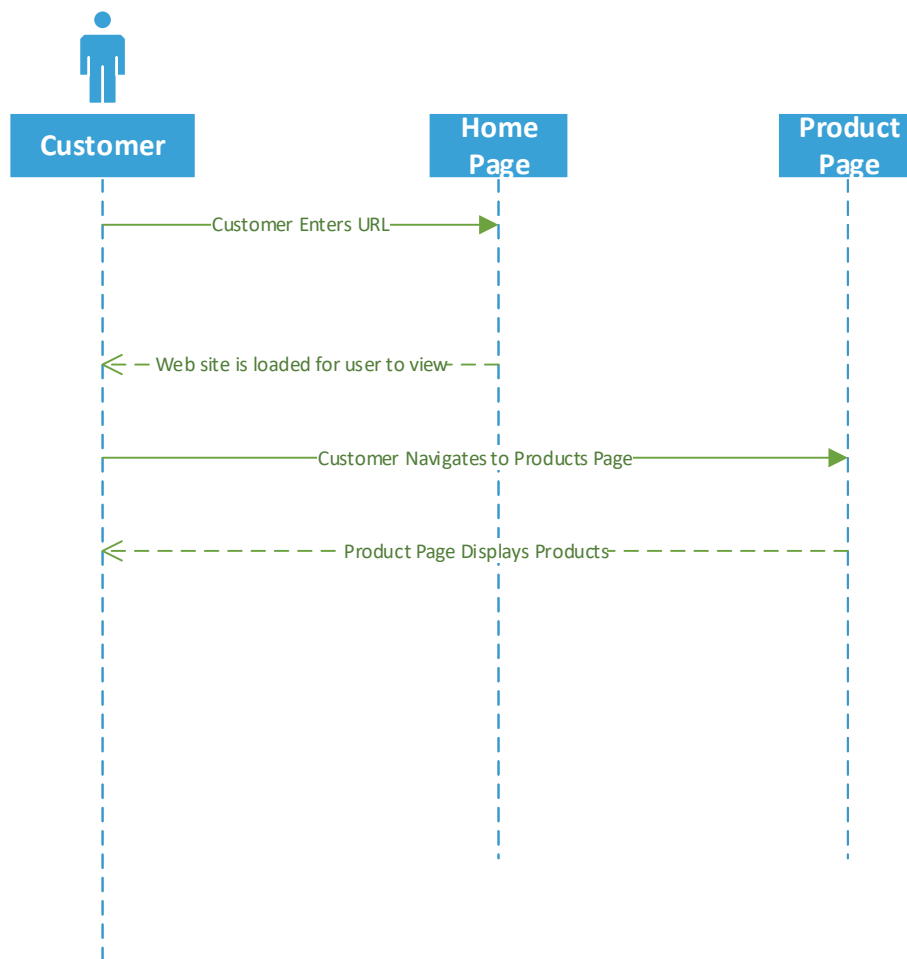 Customer
Home
Page
Product
Page
Customer Enters URL
Web site is loaded for user to view
Customer Navigates to Products Page
Product Page Displays Products